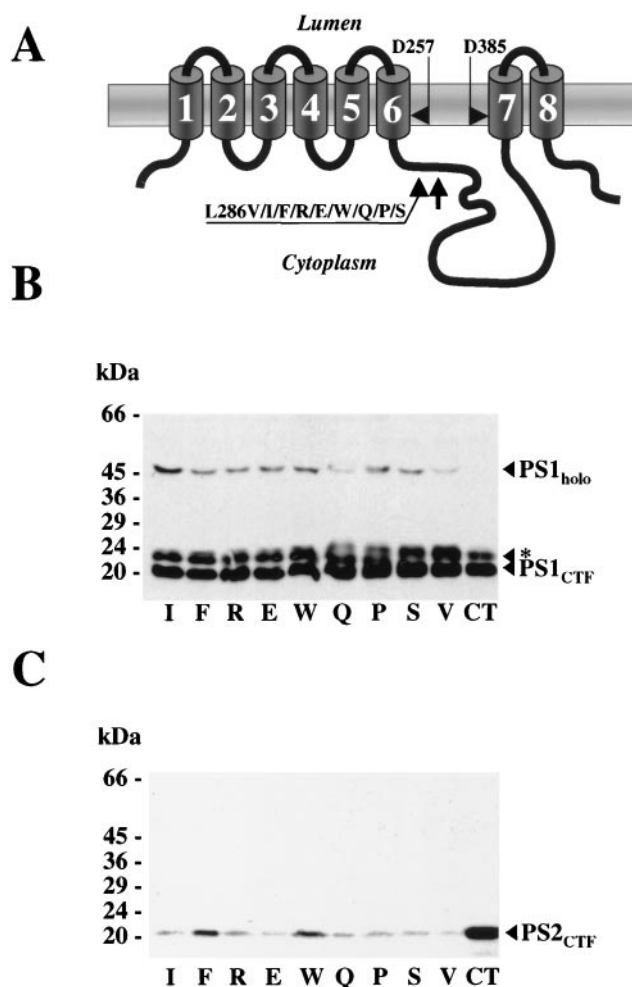 A
Lumen
D257 D385
1 2 3 4 5 6 7 8
L286V/I/F/R/E/W/Q/P/S
Cytoplasm
B
kDa
66 -
45 - PS1holo
36 -
29 -
24 - *
20 - PS1CTF
I F R E W Q P S V CT
C
kDa
66 -
45 -
36 -
29 -
24 -
20 - PS2CTF
I F R E W Q P S V CT